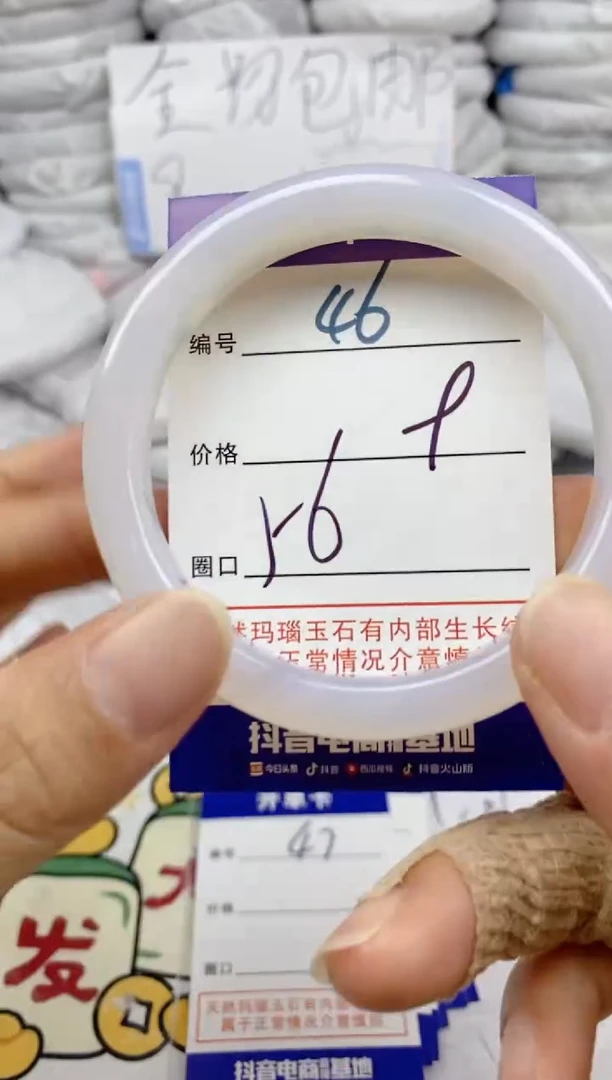 全场包邮
编号 46
价格
圈口 56
然玛瑙玉石有内部生长纹
正常情况介意慎
抖音电商 基地
今日头条 抖音 西瓜视频 抖音火山版
开单卡
编号 47
价格
圈口
天然玛瑙玉石有内部
属于正常情况介意慎拍
抖音电商 基地
发